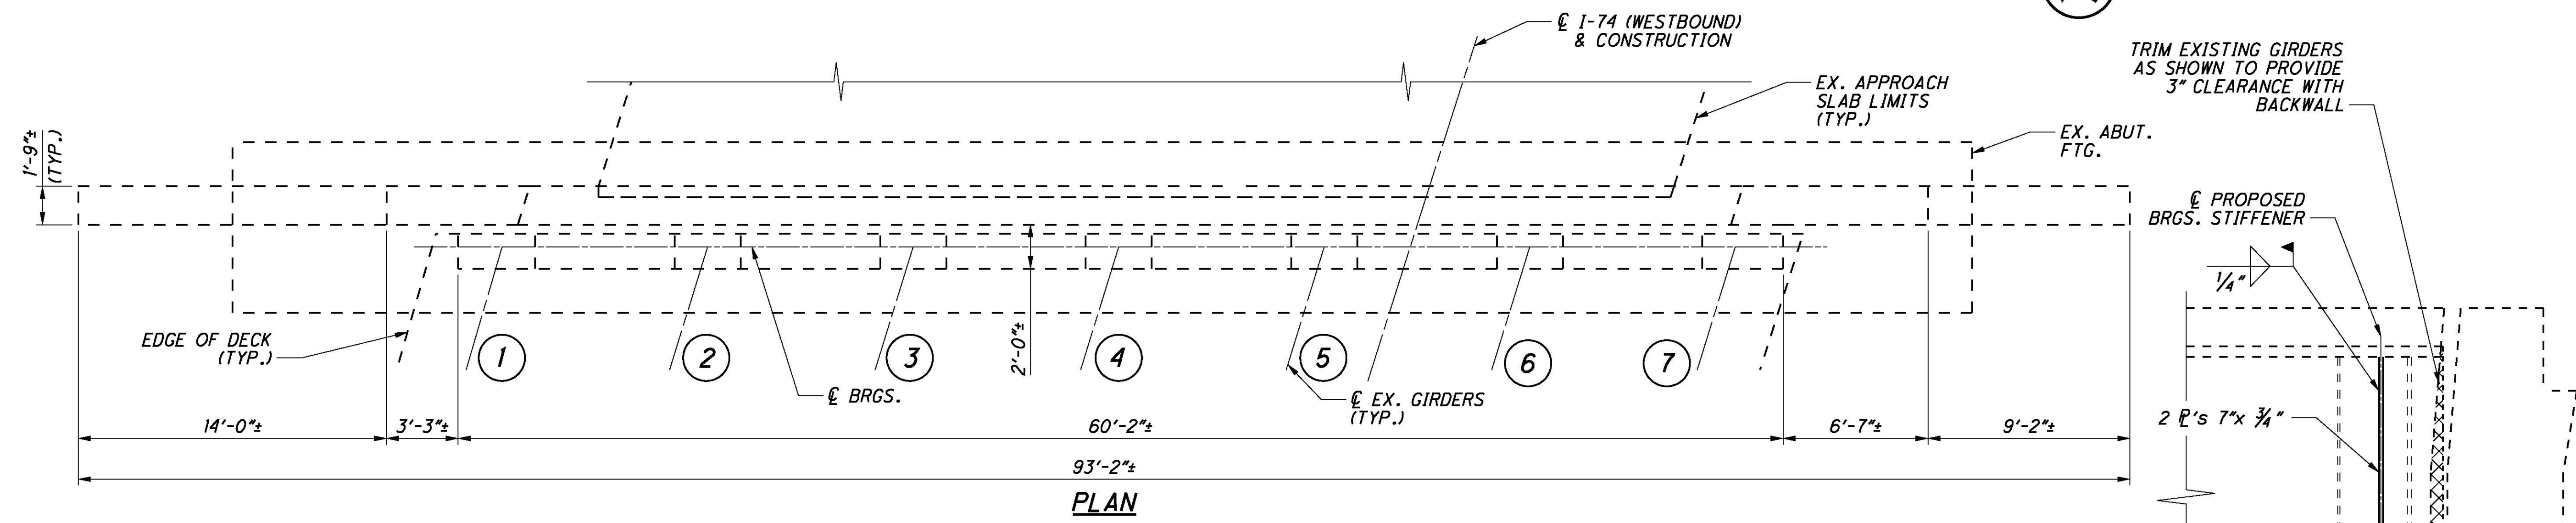 ℄ I-74 (WESTBOUND)
& CONSTRUCTION
TRIM EXISTING GIRDERS
AS SHOWN TO PROVIDE
3" CLEARANCE WITH
BACKWALL
EX. APPROACH
SLAB LIMITS
(TYP.)
EX. ABUT.
FTG.
1'-9"±
(TYP.)
℄ PROPOSED
BRGS. STIFFENER
1/4"
EDGE OF DECK
(TYP.)
1
2
3
4
5
6
7
2'-0"±
℄ BRGS.
℄ EX. GIRDERS
(TYP.)
2 ⅊'s 7"x 3/4"
14'-0"±
3'-3"±
60'-2"±
6'-7"±
9'-2"±
93'-2"±
PLAN